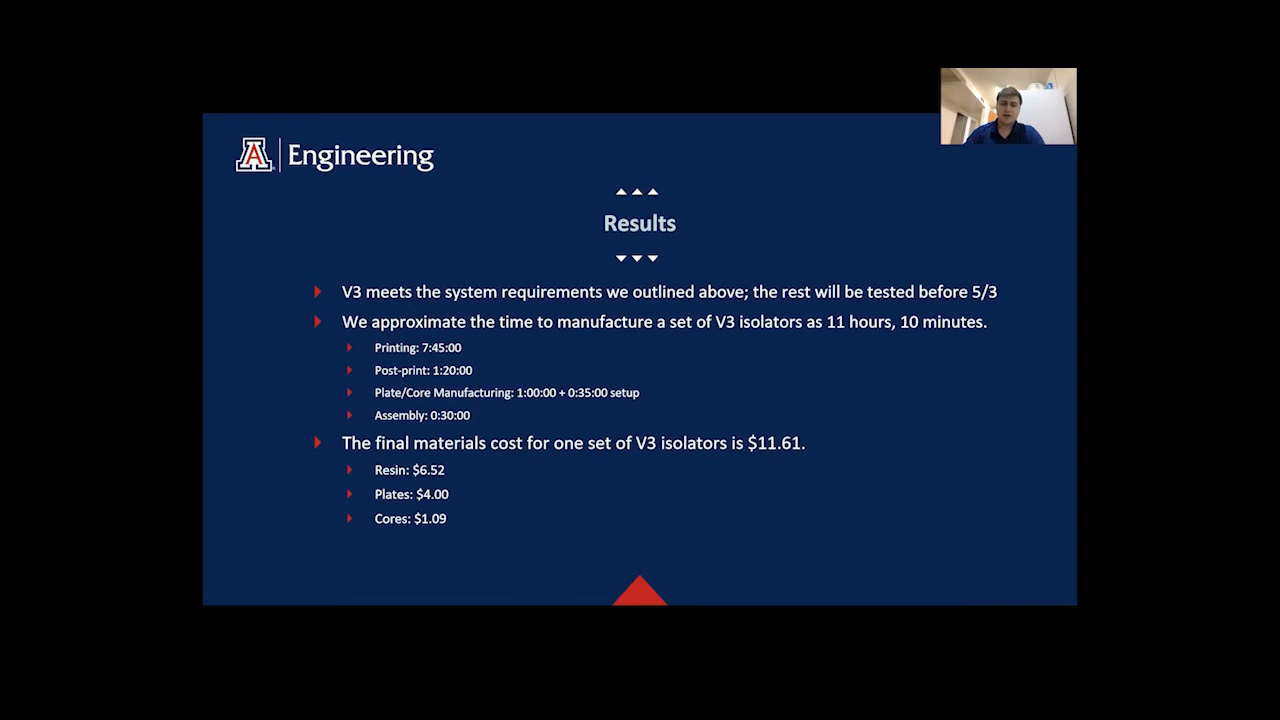 A Engineering
Results
V3 meets the system requirements we outlined above; the rest will be tested before 5/3
We approximate the time to manufacture a set of V3 isolators as 11 hours, 10 minutes.
Printing: 7:45:00
Post-print: 1:20:00
Plate/Core Manufacturing: 1:00:00 + 0:35:00 setup
Assembly: 0:30:00
The final materials cost for one set of V3 isolators is $11.61.
Resin: $6.52
Plates: $4.00
Cores: $1.09